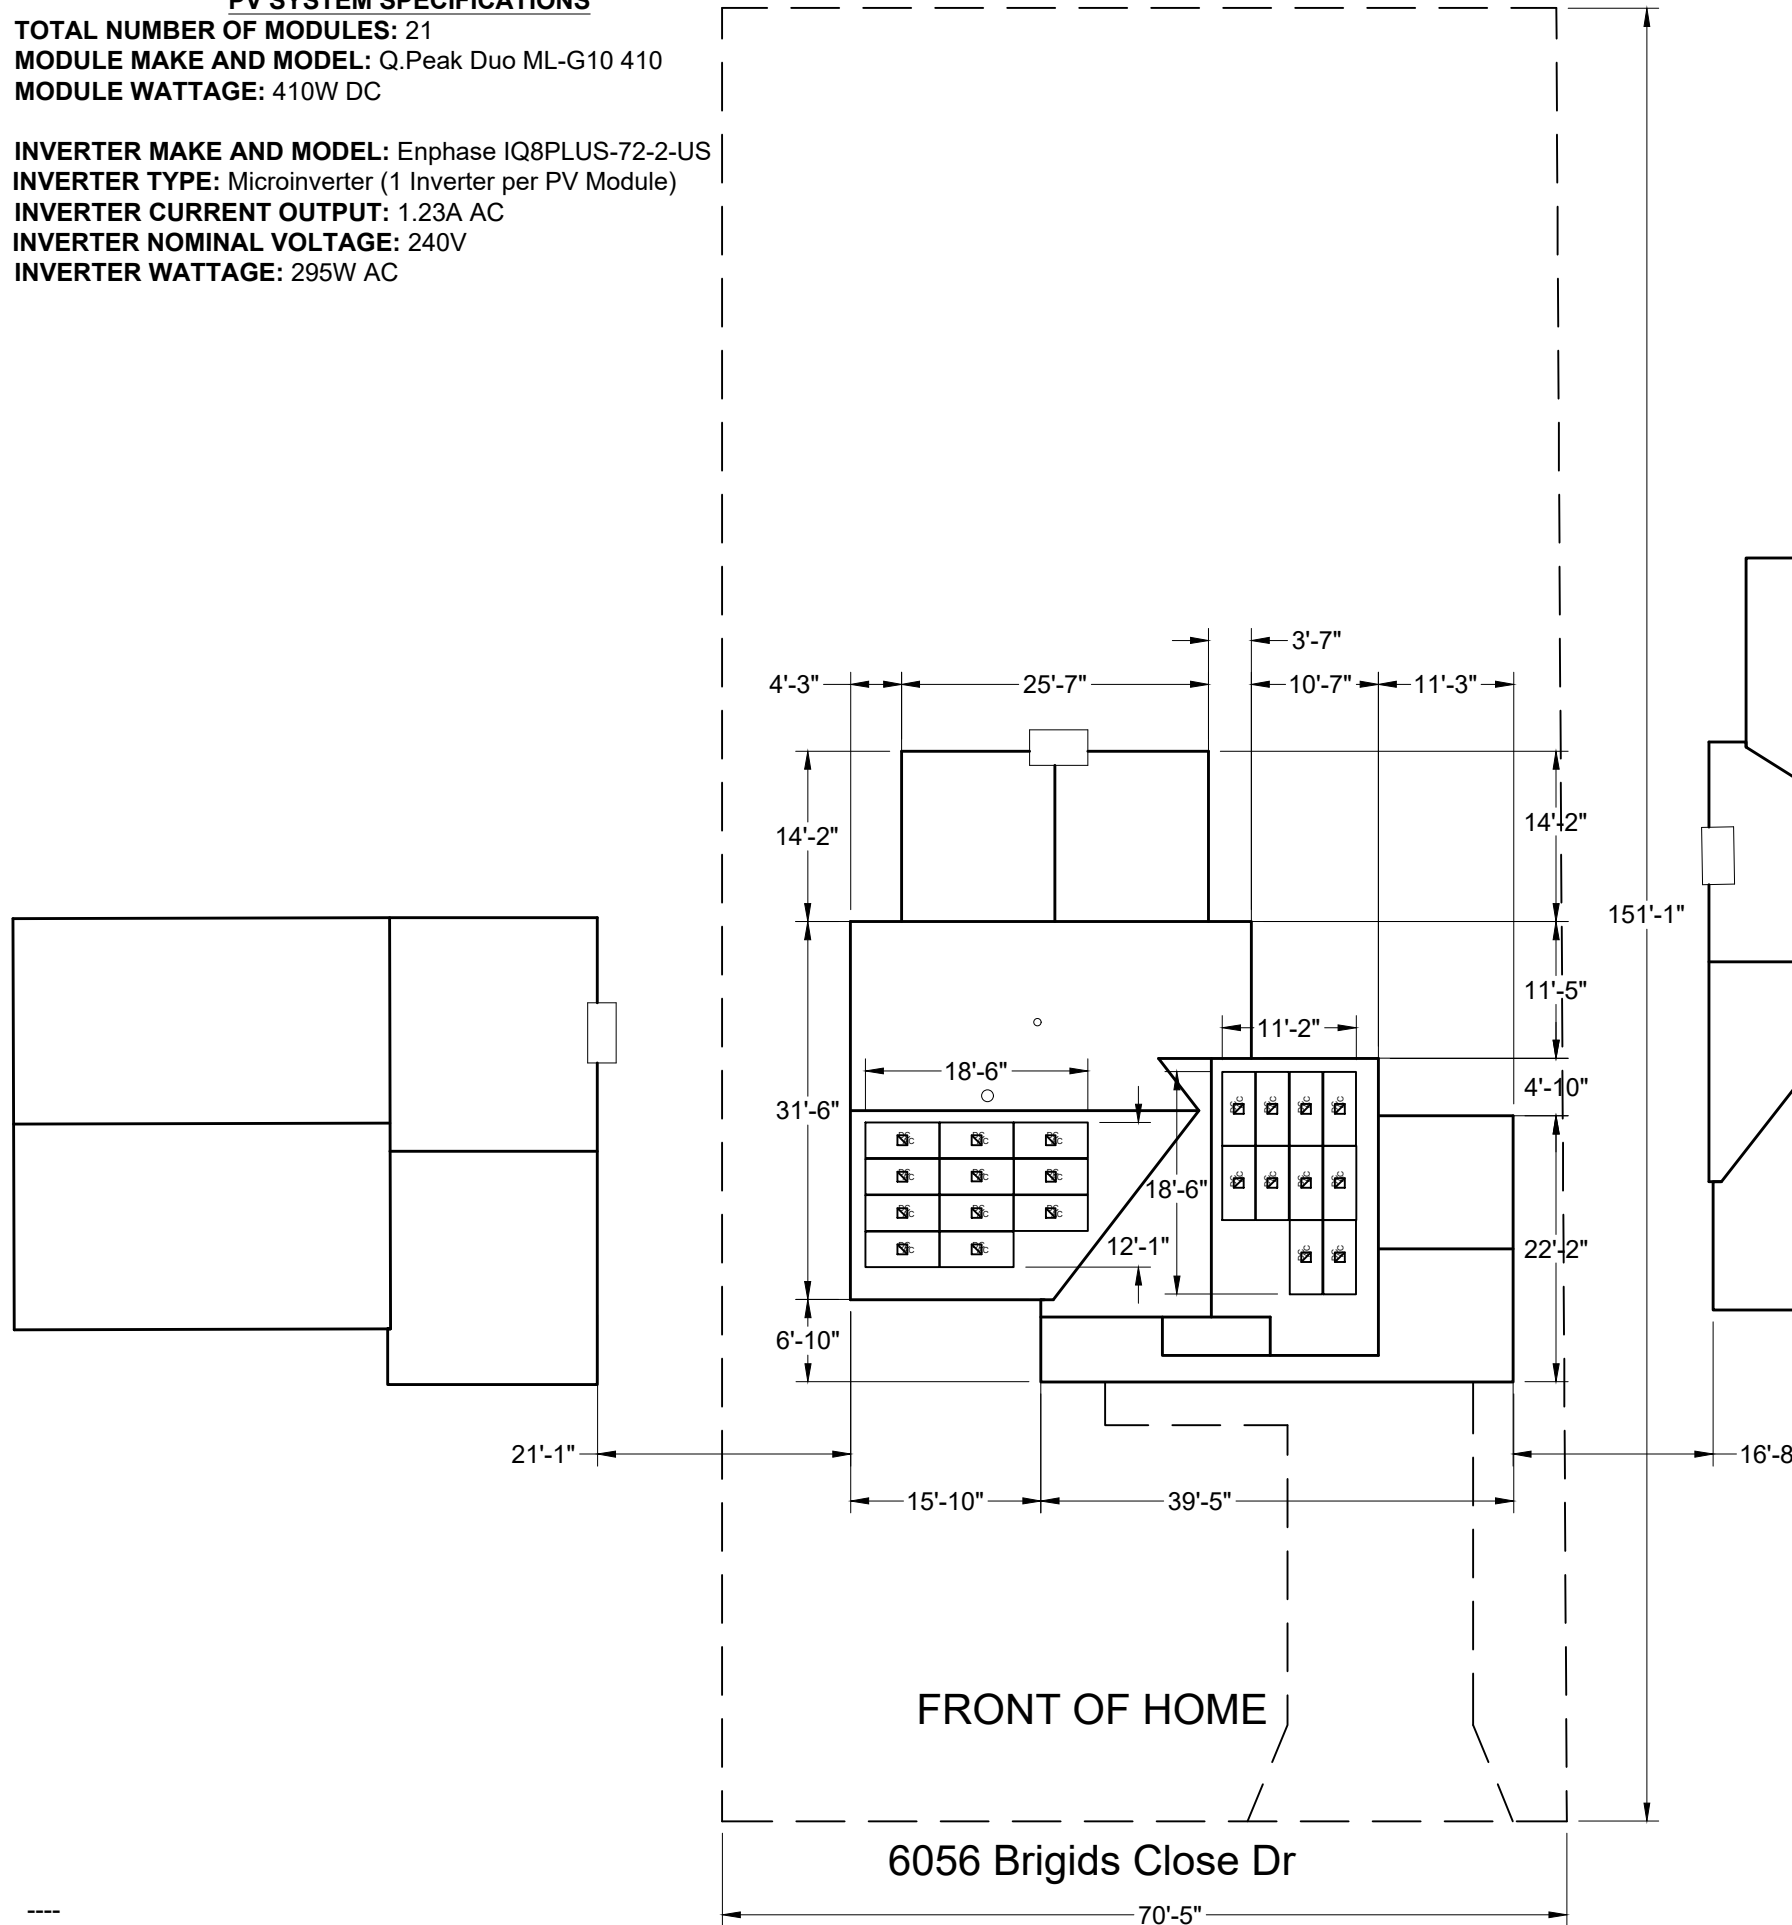 PV SYSTEM SPECIFICATIONS
TOTAL NUMBER OF MODULES: 21
MODULE MAKE AND MODEL: Q.Peak Duo ML-G10 410
MODULE WATTAGE: 410W DC
INVERTER MAKE AND MODEL: Enphase IQ8PLUS-72-2-US
INVERTER TYPE: Microinverter (1 Inverter per PV Module)
INVERTER CURRENT OUTPUT: 1.23A AC
INVERTER NOMINAL VOLTAGE: 240V
INVERTER WATTAGE: 295W AC
3'-7"
4'-3"
25'-7"
10'-7"
11'-3"
14'-2"
14'-2"
151'-1"
11'-5"
11'-2"
18'-6"
4'-10"
31'-6"
18'-6"
12'-1"
22'-2"
6'-10"
21'-1"
16'-8
15'-10"
39'-5"
FRONT OF HOME
6056 Brigids Close Dr
----
70'-5"